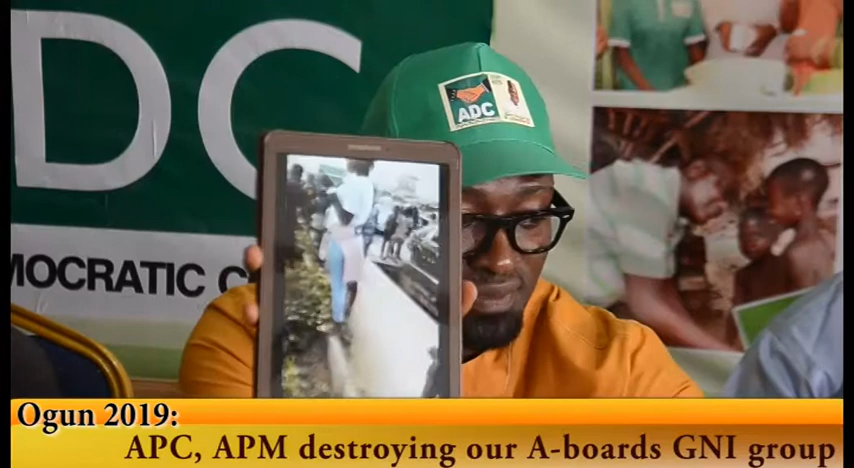 DC
MOCRATIC C
ADC
Ogun 2019:
APC, APM destroying our A-boards GNI group